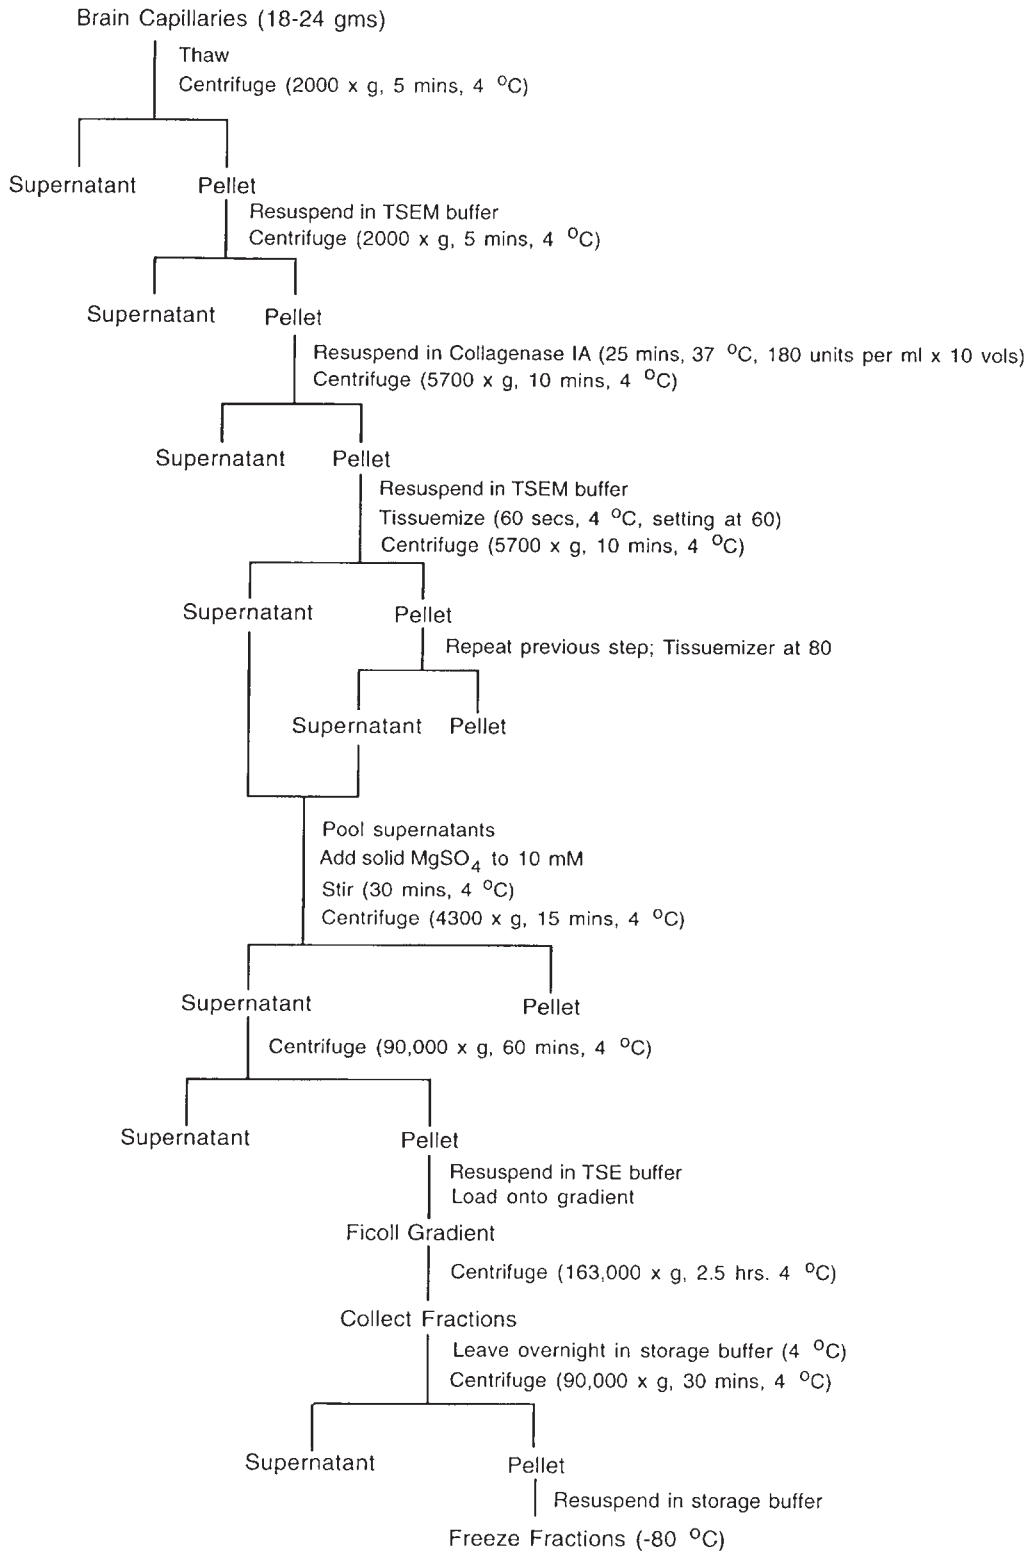 Brain Capillaries (18-24 gms)
Thaw
Centrifuge (2000 x g, 5 mins, 4 °C)
Supernatant Pellet
Resuspend in TSEM buffer
Centrifuge (2000 x g, 5 mins, 4 °C)
Supernatant Pellet
Resuspend in Collagenase IA (25 mins, 37 °C, 180 units per ml x 10 vols)
Centrifuge (5700 x g, 10 mins, 4 °C)
Supernatant Pellet
Resuspend in TSEM buffer
Tissuemize (60 secs, 4 °C, setting at 60)
Centrifuge (5700 x g, 10 mins, 4 °C)
Supernatant Pellet
Repeat previous step; Tissuemizer at 80
Supernatant Pellet
Pool supernatants
Add solid MgSO₄ to 10 mM
Stir (30 mins, 4 °C)
Centrifuge (4300 x g, 15 mins, 4 °C)
Supernatant Pellet
Centrifuge (90,000 x g, 60 mins, 4 °C)
Supernatant Pellet
Resuspend in TSE buffer
Load onto gradient
Ficoll Gradient
Centrifuge (163,000 x g, 2.5 hrs. 4 °C)
Collect Fractions
Leave overnight in storage buffer (4 °C)
Centrifuge (90,000 x g, 30 mins, 4 °C)
Supernatant Pellet
Resuspend in storage buffer
Freeze Fractions (-80 °C)